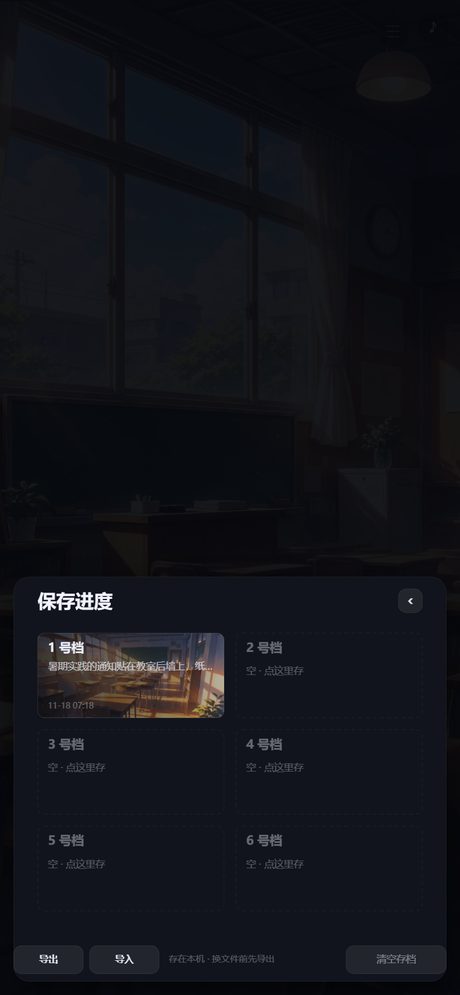 保存进度
1 号档
2 号档
暑期实践的通知贴在教室后墙上，纸…
空 · 点这里存
11-18 07:18
3 号档
4 号档
空 · 点这里存
空 · 点这里存
5 号档
6 号档
空 · 点这里存
空 · 点这里存
导出
导入
存在本机 · 换文件前先导出
清空存档